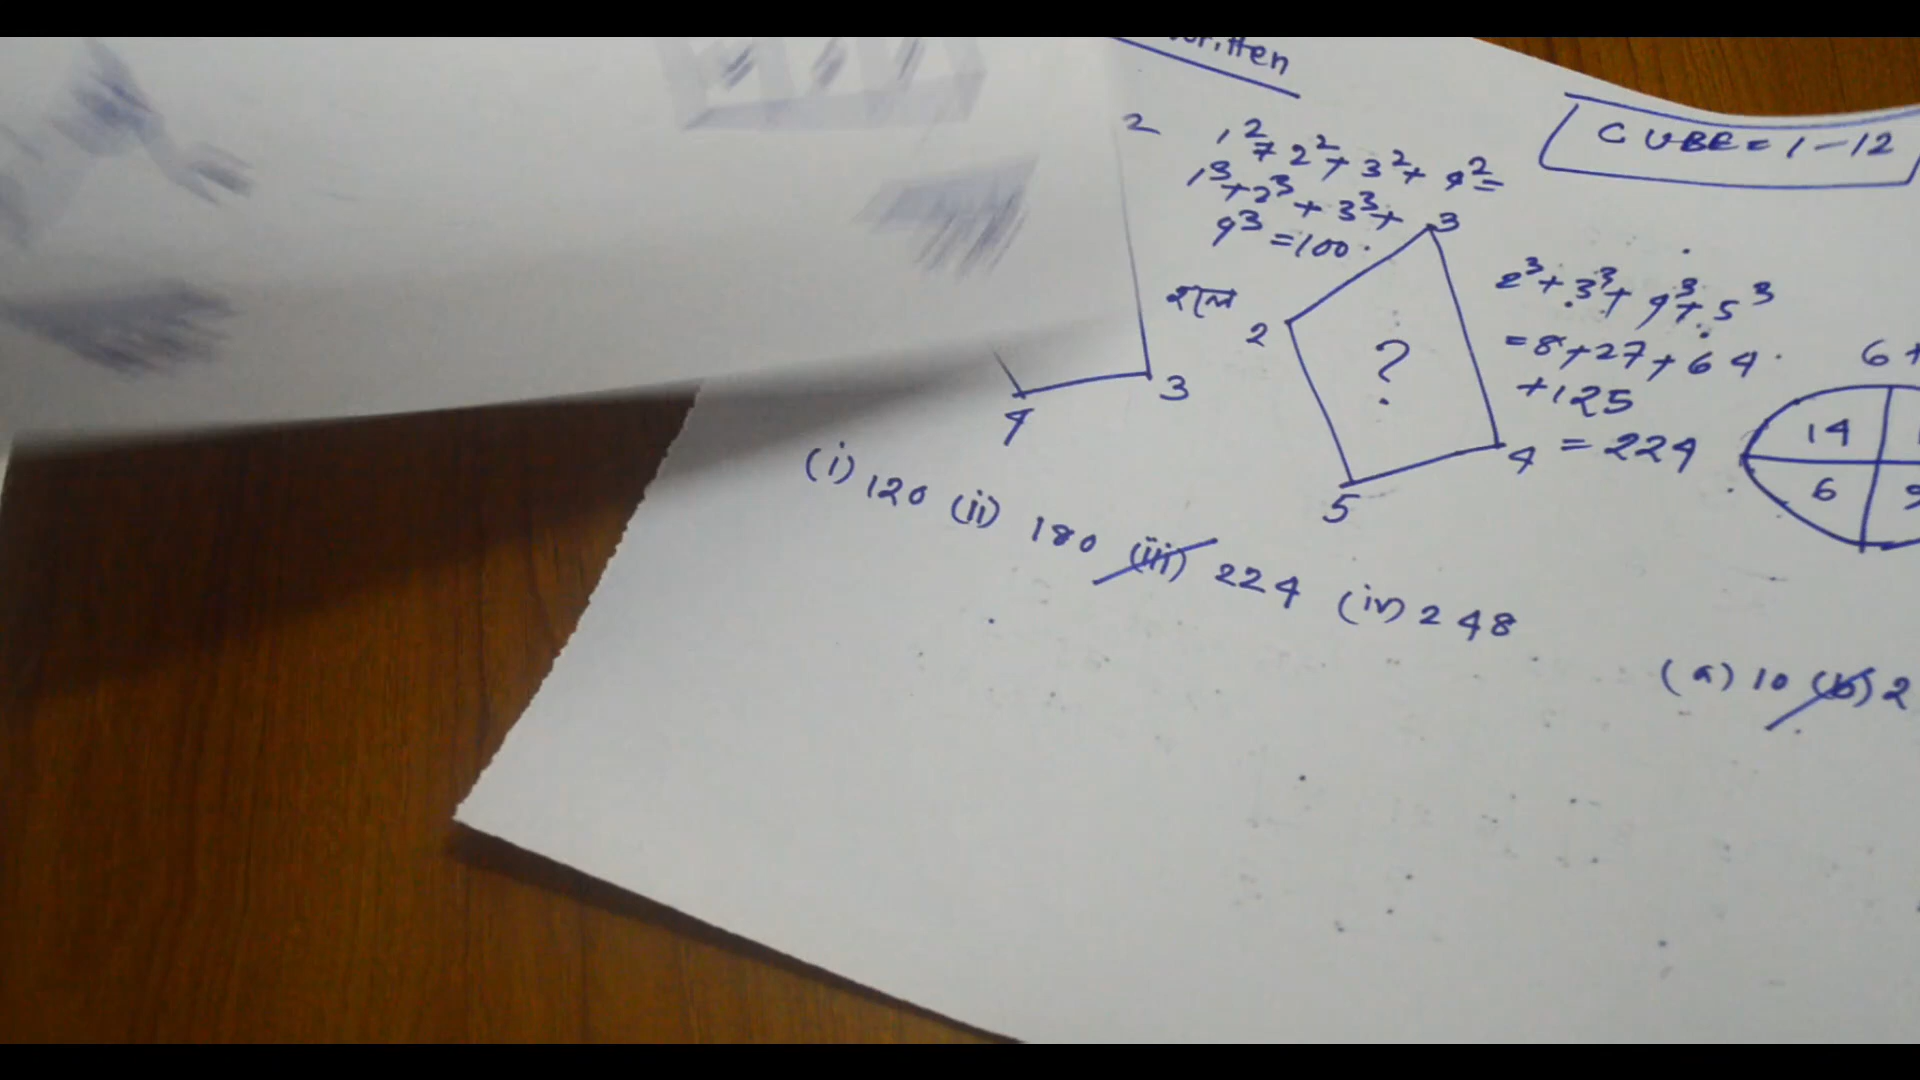 written
CUBE = 1-12
2
1² + 2² + 3² + 4² =
1³ + 2³ + 3³ +
4³ = 100
3
2
?
4
5
4
3
2³ + 3³ + 4³ + 5³
= 8 + 27 + 64
+ 125
= 224
6 +
14
6
(i) 120 (ii) 180 (iii) 224 (iv) 248
(a) 10 (b) 2